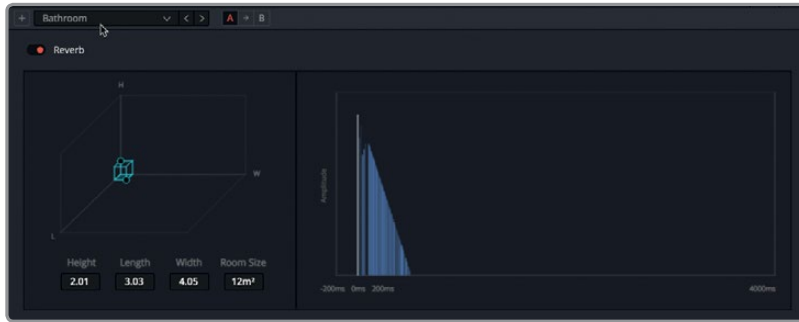 + Bathroom < > A B
Reverb
H
W
L
Amplitude
Height Length Width Room Size
2.01 3.03 4.05 12m²
-200ms 0ms 200ms 4000ms